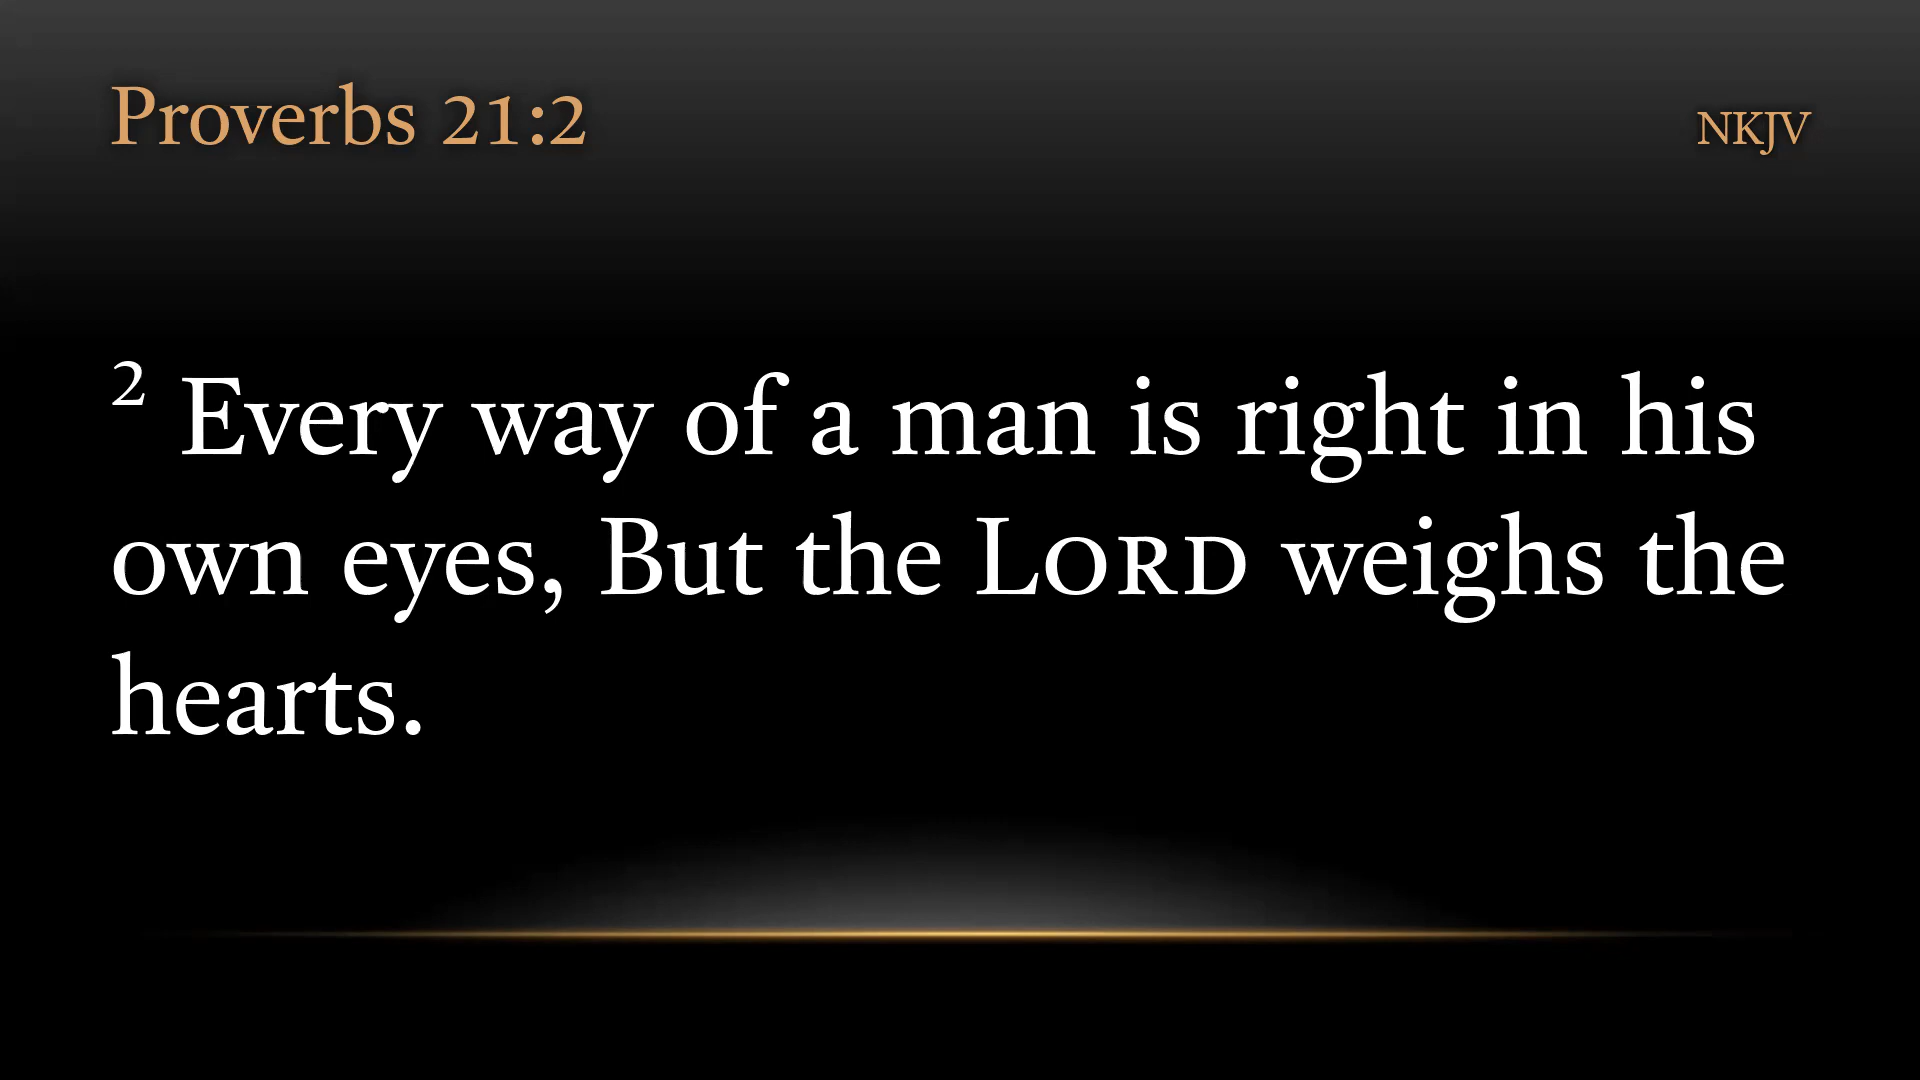 Proverbs 21:2
NKJV
² Every way of a man is right in his
own eyes, But the LORD weighs the
hearts.